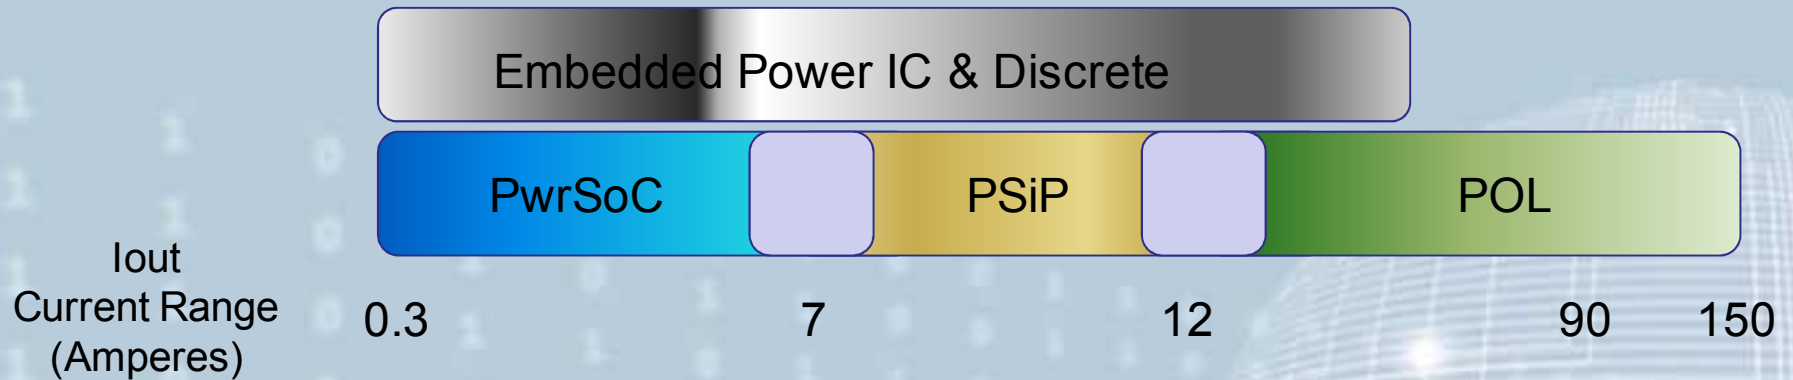 Embedded Power IC & Discrete
PwrSoC PSiP POL
Iout
Current Range
(Amperes)
0.3 7 12 90 150